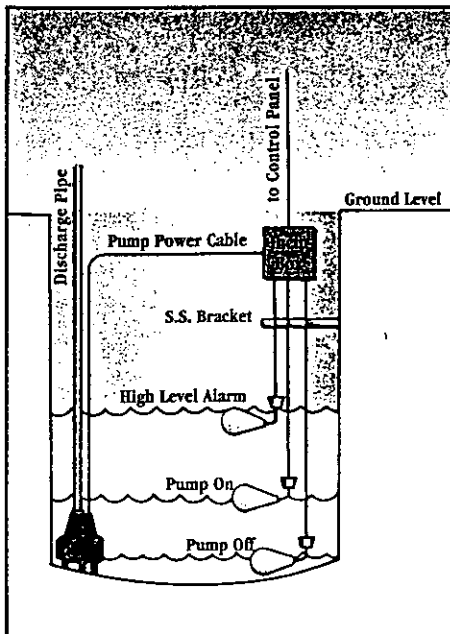 to Control Panel
Discharge Pipe
Ground Level
Pump Power Cable
S.S. Bracket
High Level Alarm
Pump On
Pump Off